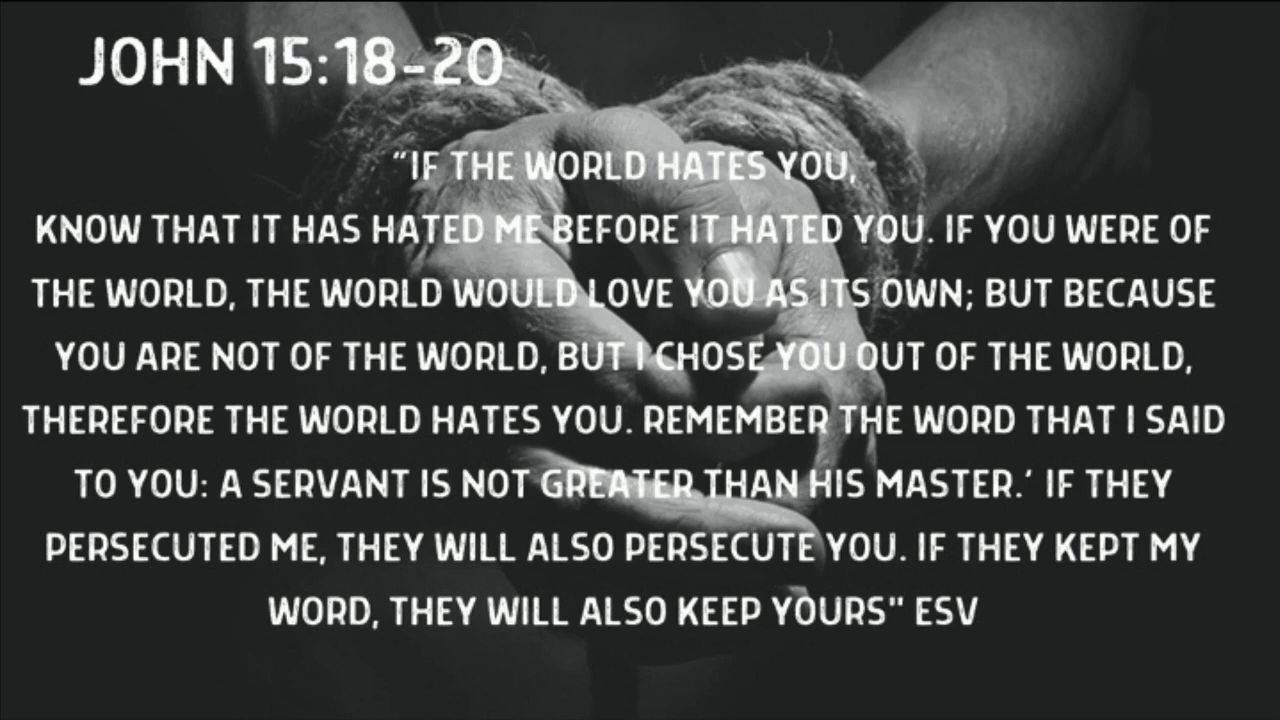 JOHN 15:18-20
"IF THE WORLD HATES YOU,
KNOW THAT IT HAS HATED ME BEFORE IT HATED YOU. IF YOU WERE OF
THE WORLD, THE WORLD WOULD LOVE YOU AS ITS OWN; BUT BECAUSE
YOU ARE NOT OF THE WORLD, BUT I CHOSE YOU OUT OF THE WORLD,
THEREFORE THE WORLD HATES YOU. REMEMBER THE WORD THAT I SAID
TO YOU: A SERVANT IS NOT GREATER THAN HIS MASTER.’ IF THEY
PERSECUTED ME, THEY WILL ALSO PERSECUTE YOU. IF THEY KEPT MY
WORD, THEY WILL ALSO KEEP YOURS" ESV